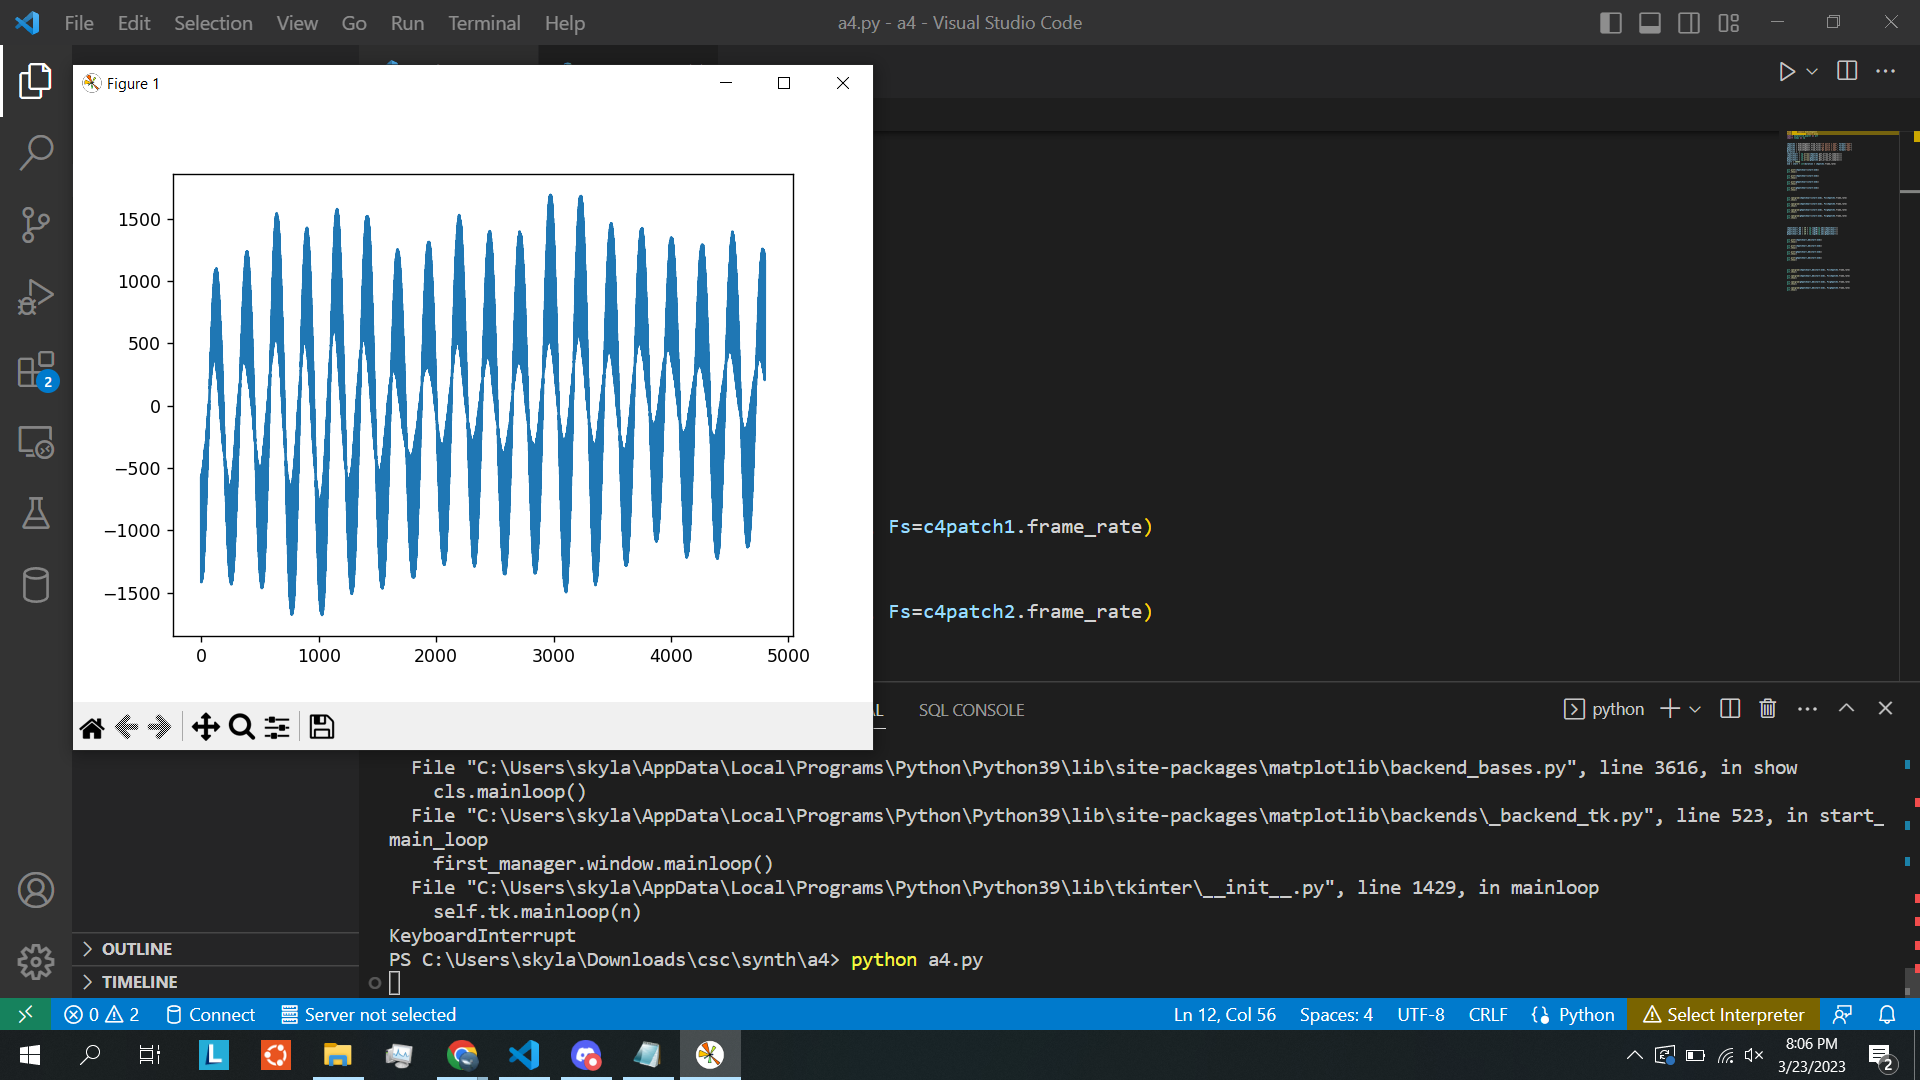 File Edit Selection View Go Run Terminal Help
a4.py - a4 - Visual Studio Code
Figure 1
1500
1000
500
0
−500
−1000
−1500
0 1000 2000 3000 4000 5000
Fs=c4patch1.frame_rate)
Fs=c4patch2.frame_rate)
2
L SQL CONSOLE
python
File "C:\Users\skyla\AppData\Local\Programs\Python\Python39\lib\site-packages\matplotlib\backend_bases.py", line 3616, in show
cls.mainloop()
File "C:\Users\skyla\AppData\Local\Programs\Python\Python39\lib\site-packages\matplotlib\backends\_backend_tk.py", line 523, in start_
main_loop
first_manager.window.mainloop()
File "C:\Users\skyla\AppData\Local\Programs\Python\Python39\lib\tkinter\__init__.py", line 1429, in mainloop
self.tk.mainloop(n)
KeyboardInterrupt
PS C:\Users\skyla\Downloads\csc\synth\a4> python a4.py
OUTLINE
TIMELINE
0 2 Connect Server not selected
Ln 12, Col 56 Spaces: 4 UTF-8 CRLF Python Select Interpreter
L
8:06 PM
3/23/2023
2